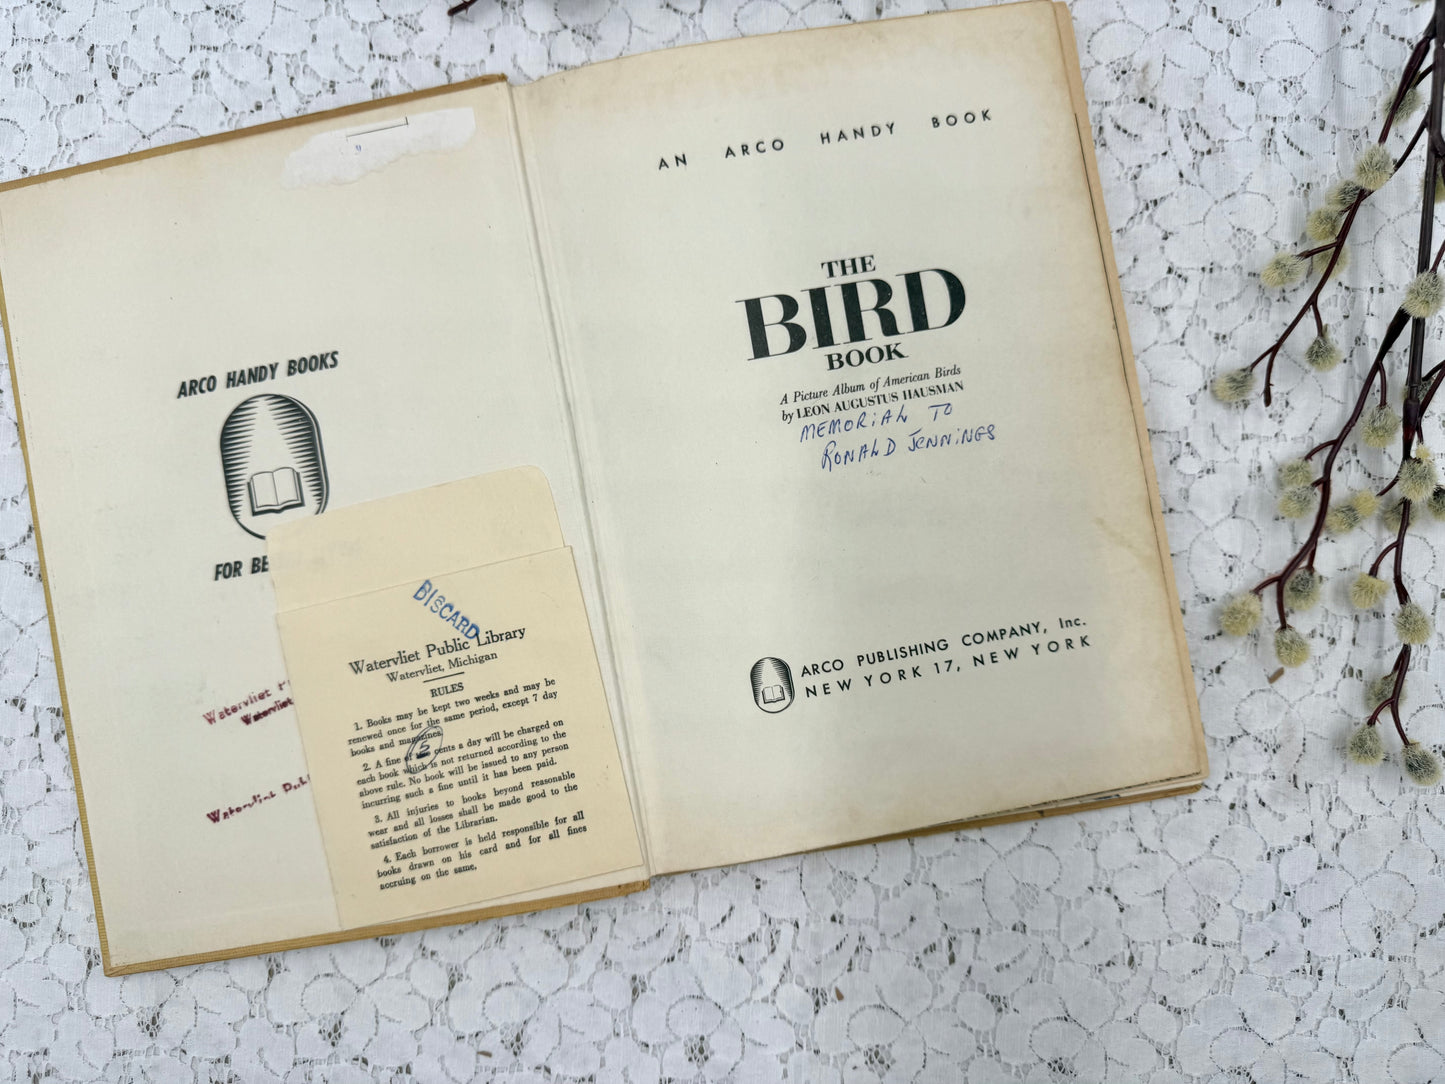 9
ARCO HANDY BOOKS
FOR BE
DISCARD
Watervliet Public Library
Watervliet, Michigan
RULES
1. Books may be kept two weeks and may be
renewed once for the same period, except 7 day
books and magazines.
2. A fine of two cents a day will be charged on
2
each book which is not returned according to the
above rule. No book will be issued to any person
incurring such a fine until it has been paid.
3. All injuries to books beyond reasonable
wear and all losses shall be made good to the
satisfaction of the Librarian.
4. Each borrower is held responsible for all
books drawn on his card and for all fines
accruing on the same.
Watervliet
Watervliet
Watervliet
AN ARCO HANDY BOOK
THE
BIRD
BOOK
A Picture Album of American Birds
by LEON AUGUSTUS HAUSMAN
MEMORIAL TO
RONALD JENNINGS
ARCO PUBLISHING COMPANY, Inc.
NEW YORK 17, NEW YORK